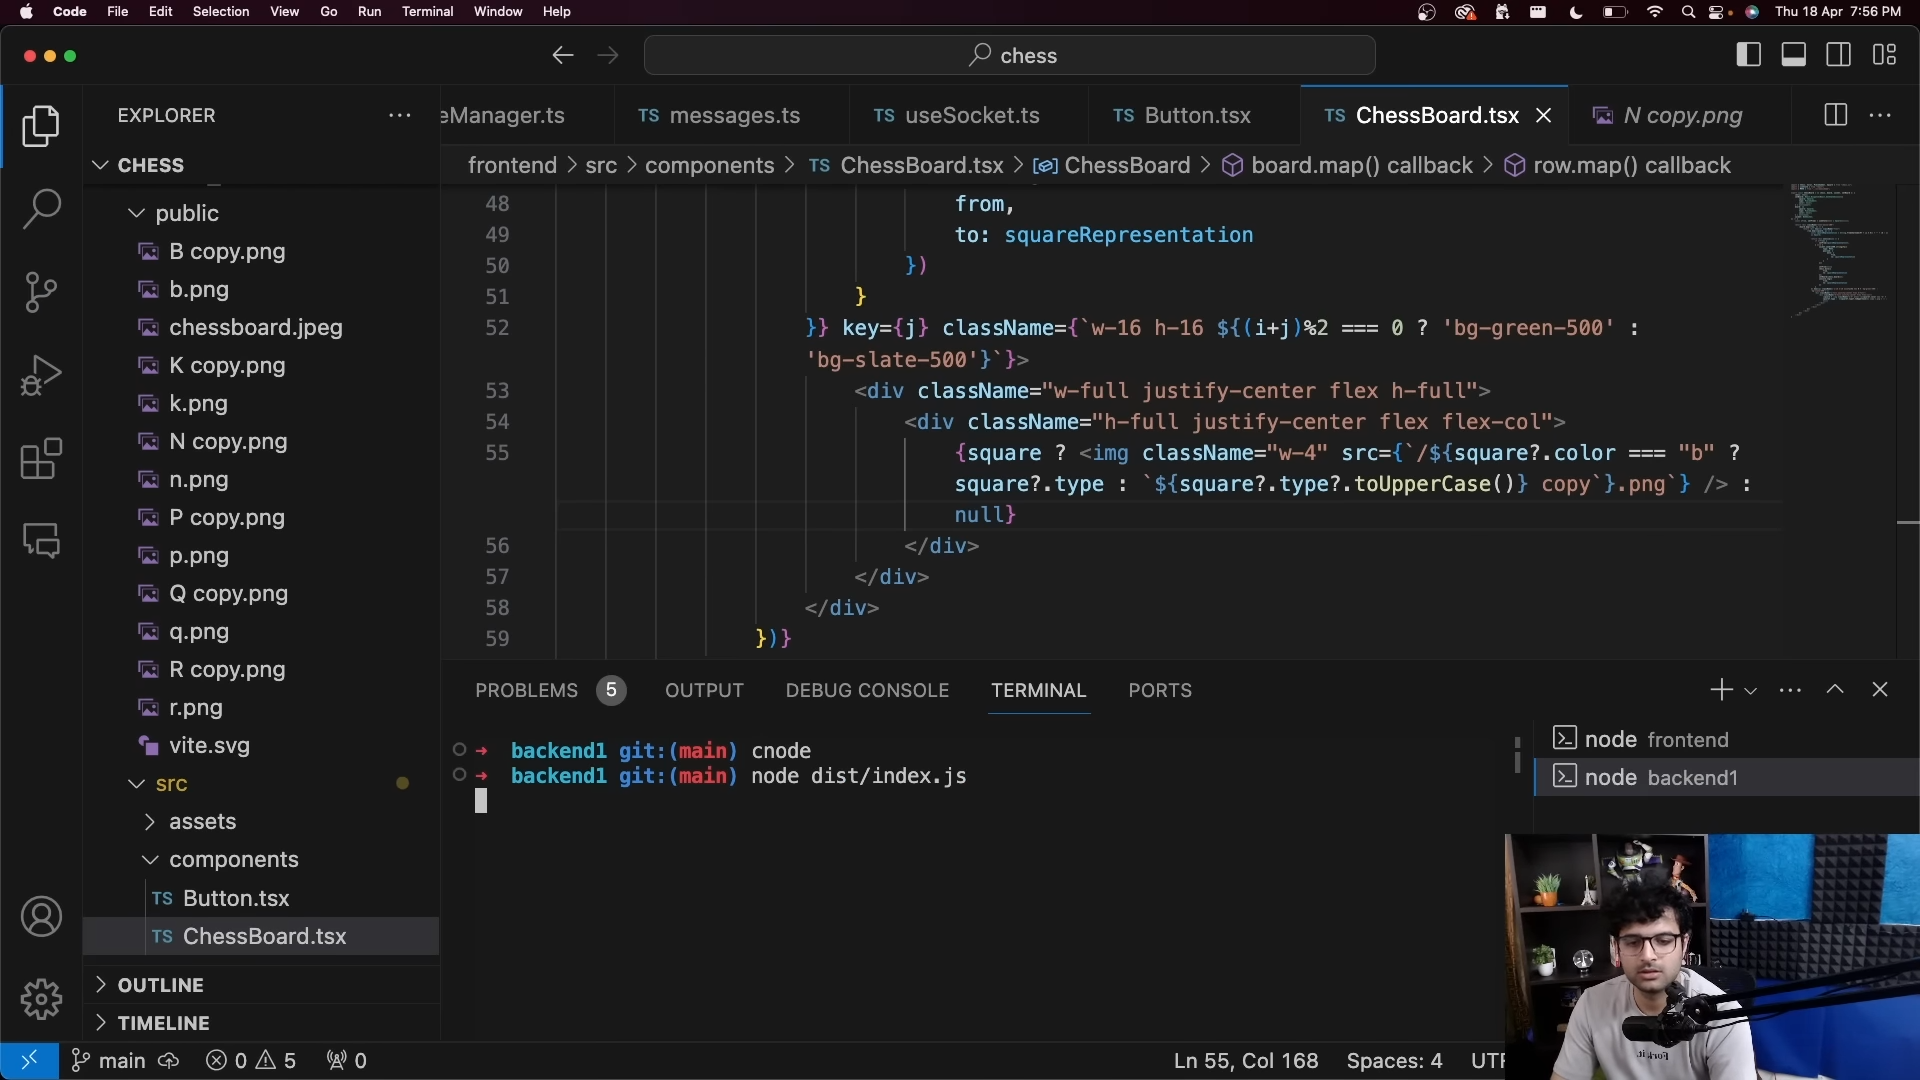 Code File Edit Selection View Go Run Terminal Window Help Thu 18 Apr 7:56 PM
chess
EXPLORER
eManager.ts TS messages.ts TS useSocket.ts TS Button.tsx TS ChessBoard.tsx N copy.png
CHESS
frontend > src > components > TS ChessBoard.tsx > ChessBoard > board.map() callback > row.map() callback
public
B copy.png
b.png
chessboard.jpeg
K copy.png
k.png
N copy.png
n.png
P copy.png
p.png
Q copy.png
q.png
R copy.png
r.png
vite.svg
src
assets
components
TS Button.tsx
TS ChessBoard.tsx
OUTLINE
TIMELINE
48 from,
49 to: squareRepresentation
50 })
51 }
52 }} key={j} className={`w-16 h-16 ${(i+j)%2 === 0 ? 'bg-green-500' :
'bg-slate-500'}`}>
53 <div className="w-full justify-center flex h-full">
54 <div className="h-full justify-center flex flex-col">
55 {square ? <img className="w-4" src={`/${square?.color === "b" ?
square?.type : `${square?.type?.toUpperCase()} copy`}.png`} /> :
null}
56 </div>
57 </div>
58 </div>
59 })}
PROBLEMS 5 OUTPUT DEBUG CONSOLE TERMINAL PORTS
backend1 git:(main) cnode
backend1 git:(main) node dist/index.js
node frontend
node backend1
main 0 5 0 Ln 55, Col 168 Spaces: 4